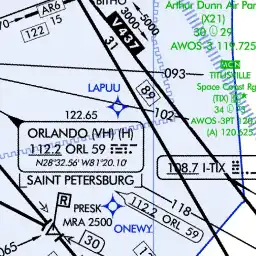 AR6
122
15
BITHO
3000
5000
V437
31
Arthur Dunn Air Par
(X21)
30 29
AWOS-3 119.725
093
MCN
TITUSVILLE
Space Coast Rg
(TIX)
34
AWOS-3PT 120
(A) 120.625
LAPUU
89
102
122.65
ORLANDO (VH) (H)
112.2 ORL 59
N28°32.56' W81°20.10'
SAINT PETERSBURG
108.7 I-TIX
R
PRESK
MRA 2500
118
112.2 ORL 59
ONEWY
30
065